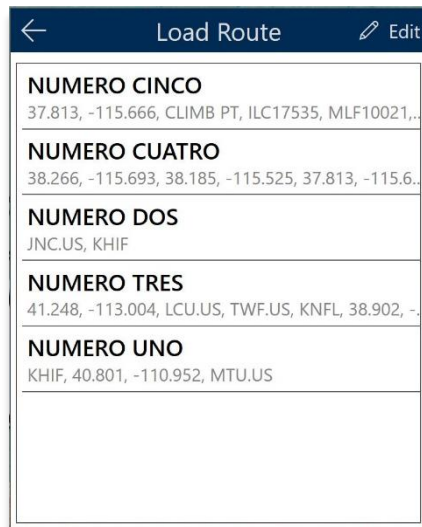 Load Route
Edit
NUMERO CINCO
37.813, -115.666, CLIMB PT, ILC17535, MLF10021,..
NUMERO CUATRO
38.266, -115.693, 38.185, -115.525, 37.813, -115.6..
NUMERO DOS
JNC.US, KHIF
NUMERO TRES
41.248, -113.004, LCU.US, TWF.US, KNFL, 38.902, -.
NUMERO UNO
KHIF, 40.801, -110.952, MTU.US